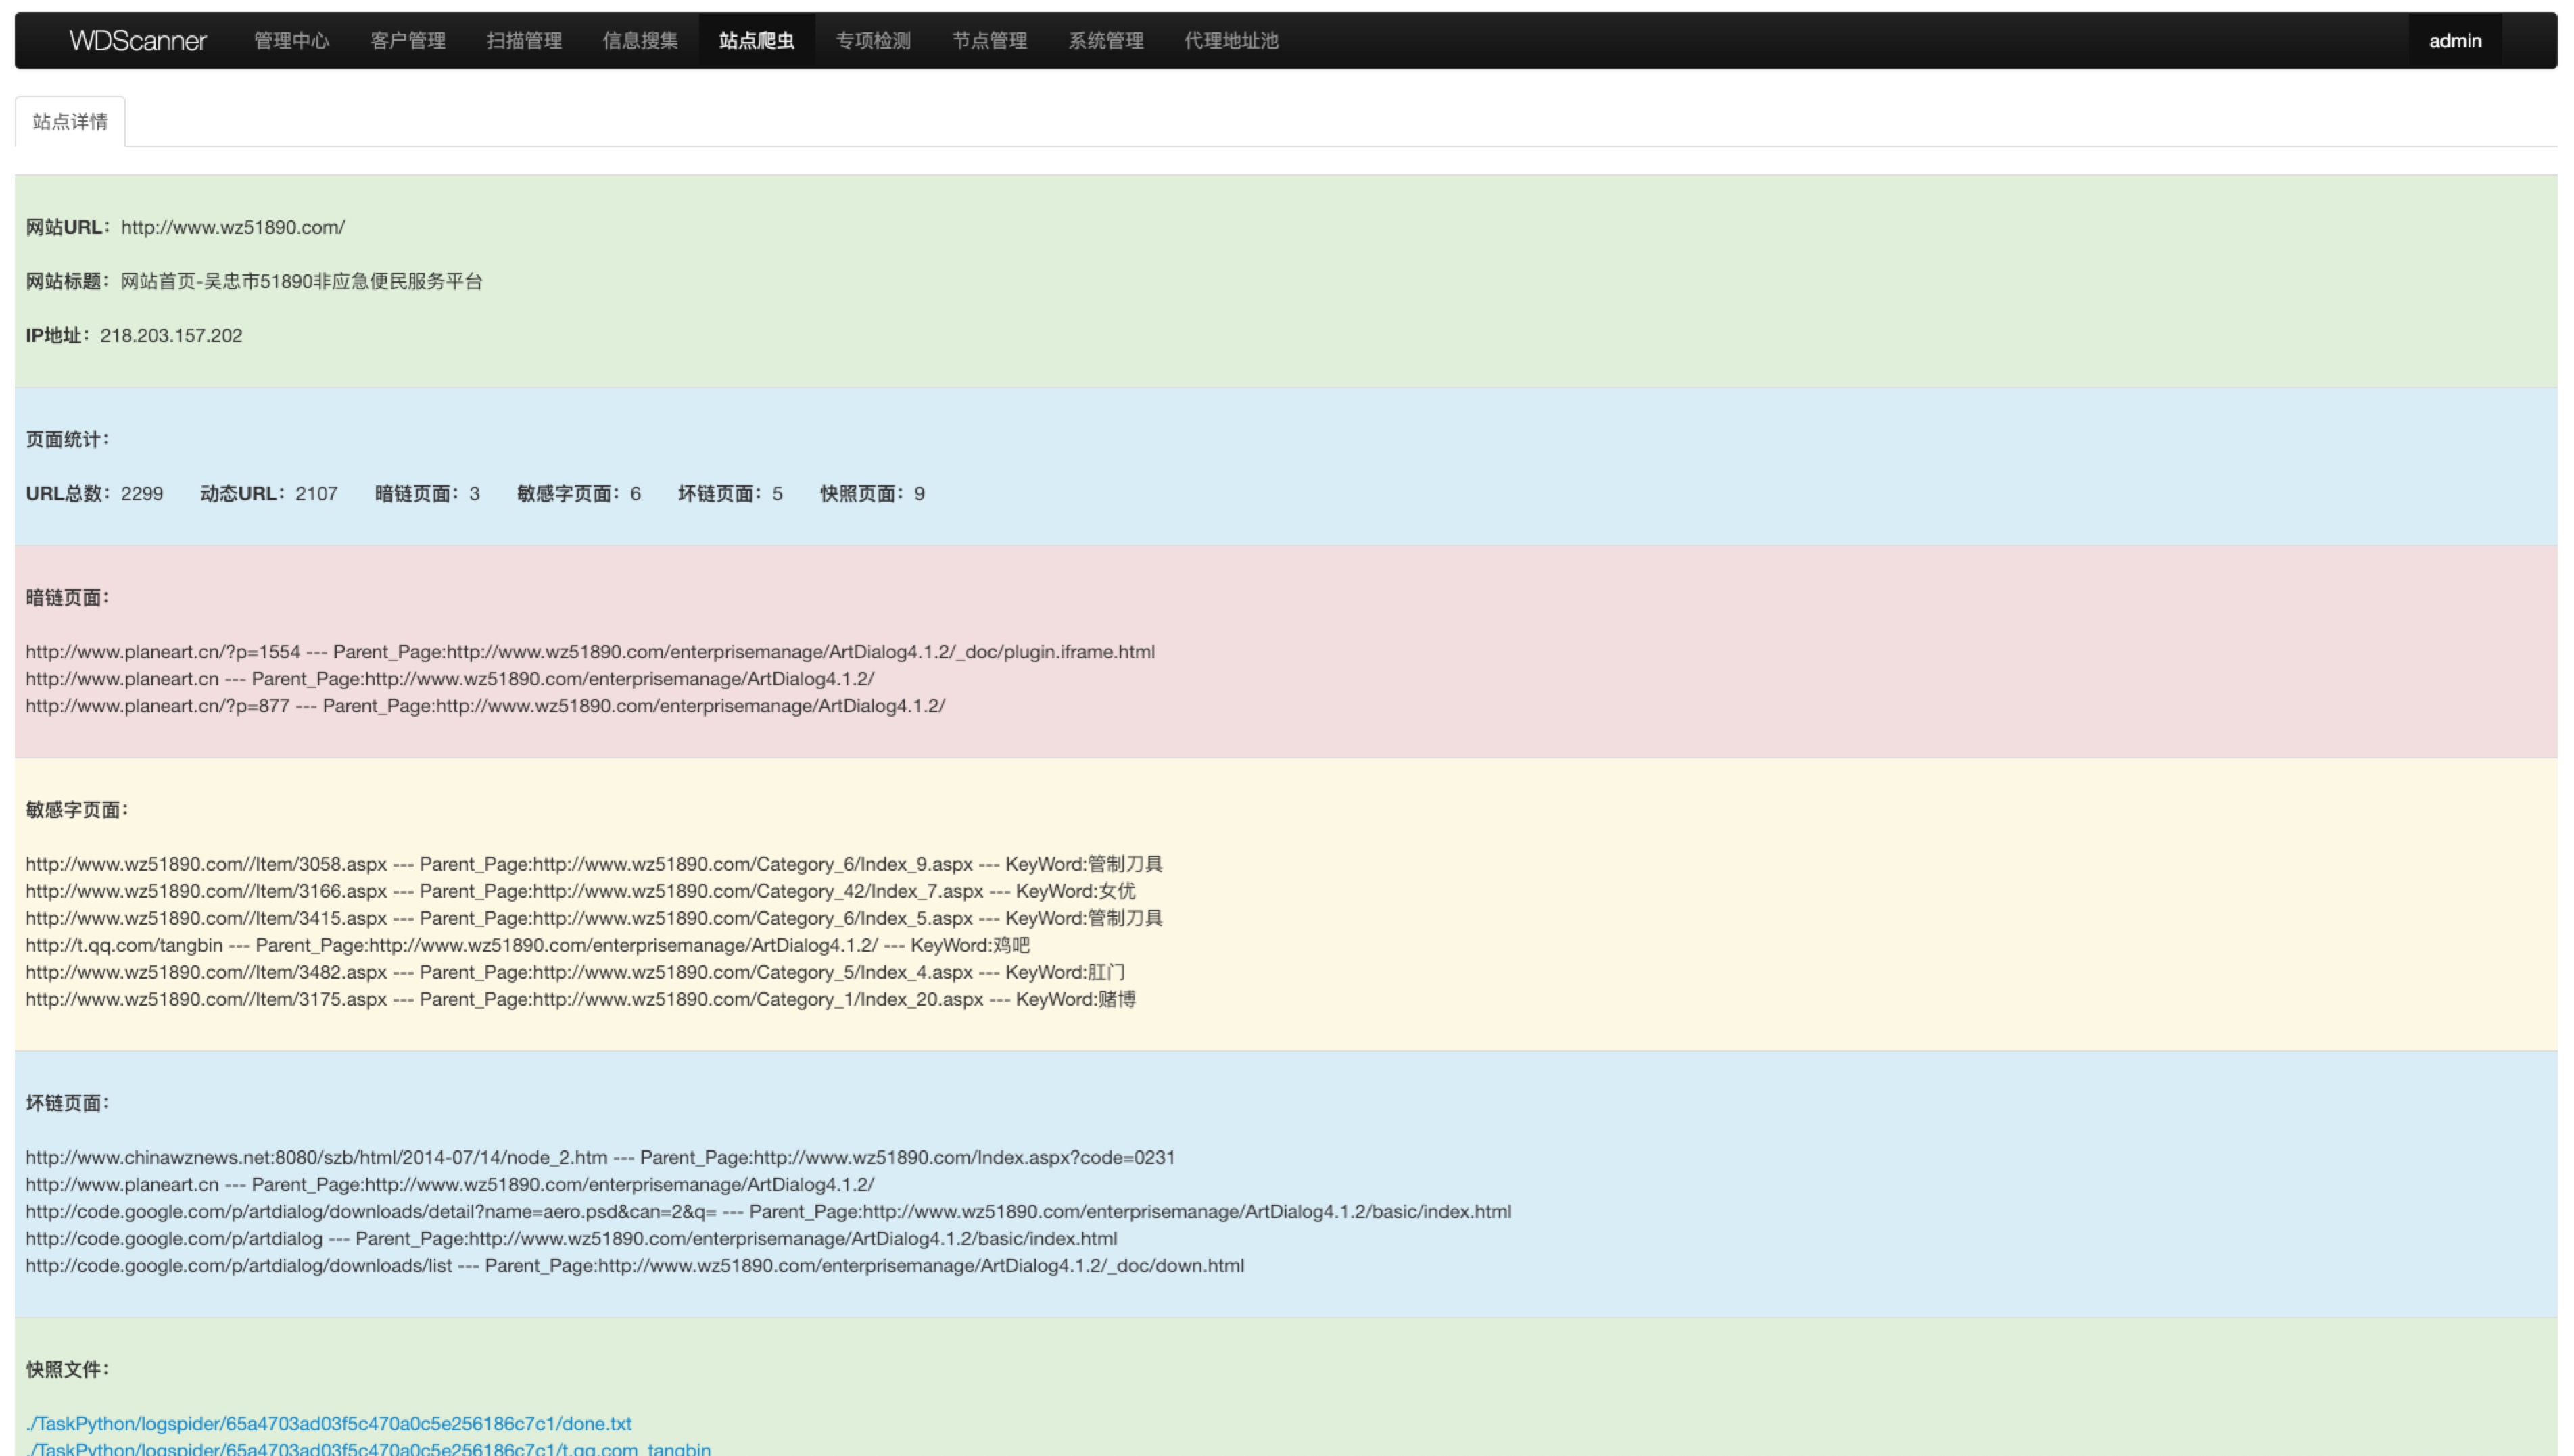 WDScanner 管理中心 客户管理 扫描管理 信息搜集 站点爬虫 专项检测 节点管理 系统管理 代理地址池 admin
站点详情
网站URL：http://www.wz51890.com/
网站标题：网站首页-吴忠市51890非应急便民服务平台
IP地址：218.203.157.202
页面统计：
URL总数：2299 动态URL：2107 暗链页面：3 敏感字页面：6 坏链页面：5 快照页面：9
暗链页面：
http://www.planeart.cn/?p=1554 --- Parent_Page:http://www.wz51890.com/enterprisemanage/ArtDialog4.1.2/_doc/plugin.iframe.html
http://www.planeart.cn --- Parent_Page:http://www.wz51890.com/enterprisemanage/ArtDialog4.1.2/
http://www.planeart.cn/?p=877 --- Parent_Page:http://www.wz51890.com/enterprisemanage/ArtDialog4.1.2/
敏感字页面：
http://www.wz51890.com//Item/3058.aspx --- Parent_Page:http://www.wz51890.com/Category_6/Index_9.aspx --- KeyWord:管制刀具
http://www.wz51890.com//Item/3166.aspx --- Parent_Page:http://www.wz51890.com/Category_42/Index_7.aspx --- KeyWord:女优
http://www.wz51890.com//Item/3415.aspx --- Parent_Page:http://www.wz51890.com/Category_6/Index_5.aspx --- KeyWord:管制刀具
http://t.qq.com/tangbin --- Parent_Page:http://www.wz51890.com/enterprisemanage/ArtDialog4.1.2/ --- KeyWord:鸡吧
http://www.wz51890.com//Item/3482.aspx --- Parent_Page:http://www.wz51890.com/Category_5/Index_4.aspx --- KeyWord:肛门
http://www.wz51890.com//Item/3175.aspx --- Parent_Page:http://www.wz51890.com/Category_1/Index_20.aspx --- KeyWord:赌博
坏链页面：
http://www.chinawznews.net:8080/szb/html/2014-07/14/node_2.htm --- Parent_Page:http://www.wz51890.com/Index.aspx?code=0231
http://www.planeart.cn --- Parent_Page:http://www.wz51890.com/enterprisemanage/ArtDialog4.1.2/
http://code.google.com/p/artdialog/downloads/detail?name=aero.psd&can=2&q= --- Parent_Page:http://www.wz51890.com/enterprisemanage/ArtDialog4.1.2/basic/index.html
http://code.google.com/p/artdialog --- Parent_Page:http://www.wz51890.com/enterprisemanage/ArtDialog4.1.2/basic/index.html
http://code.google.com/p/artdialog/downloads/list --- Parent_Page:http://www.wz51890.com/enterprisemanage/ArtDialog4.1.2/_doc/down.html
快照文件：
./TaskPython/logspider/65a4703ad03f5c470a0c5e256186c7c1/done.txt
./TaskPython/logspider/65a4703ad03f5c470a0c5e256186c7c1/t.qq.com_tangbin